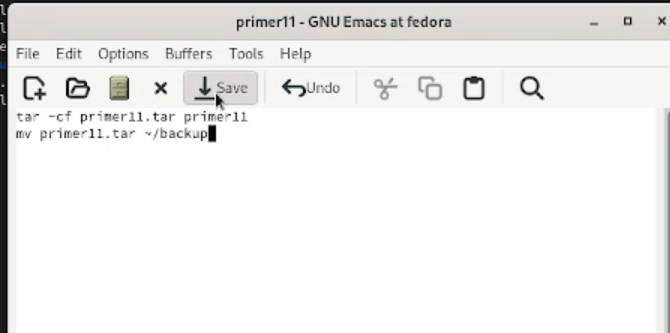 primer11 - GNU Emacs at fedora
File Edit Options Buffers Tools Help
Save Undo
tar -cf primer11.tar primer11
mv primer11.tar ~/backup